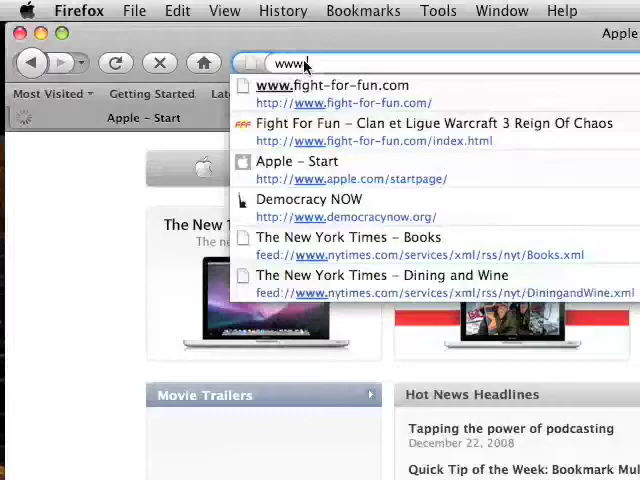 Firefox File Edit View History Bookmarks Tools Window Help
Apple
www.
Most Visited Getting Started Lat
Apple – Start
www.fight-for-fun.com
http://www.fight-for-fun.com/
Fight For Fun – Clan et Ligue Warcraft 3 Reign Of Chaos
http://www.fight-for-fun.com/index.html
Apple – Start
http://www.apple.com/startpage/
Democracy NOW
http://www.democracynow.org/
The New York Times – Books
feed://www.nytimes.com/services/xml/rss/nyt/Books.xml
The New York Times – Dining and Wine
feed://www.nytimes.com/services/xml/rss/nyt/DiningandWine.xml
The New 1
The ne
Movie Trailers
Hot News Headlines
Tapping the power of podcasting
December 22, 2008
Quick Tip of the Week: Bookmark Mul